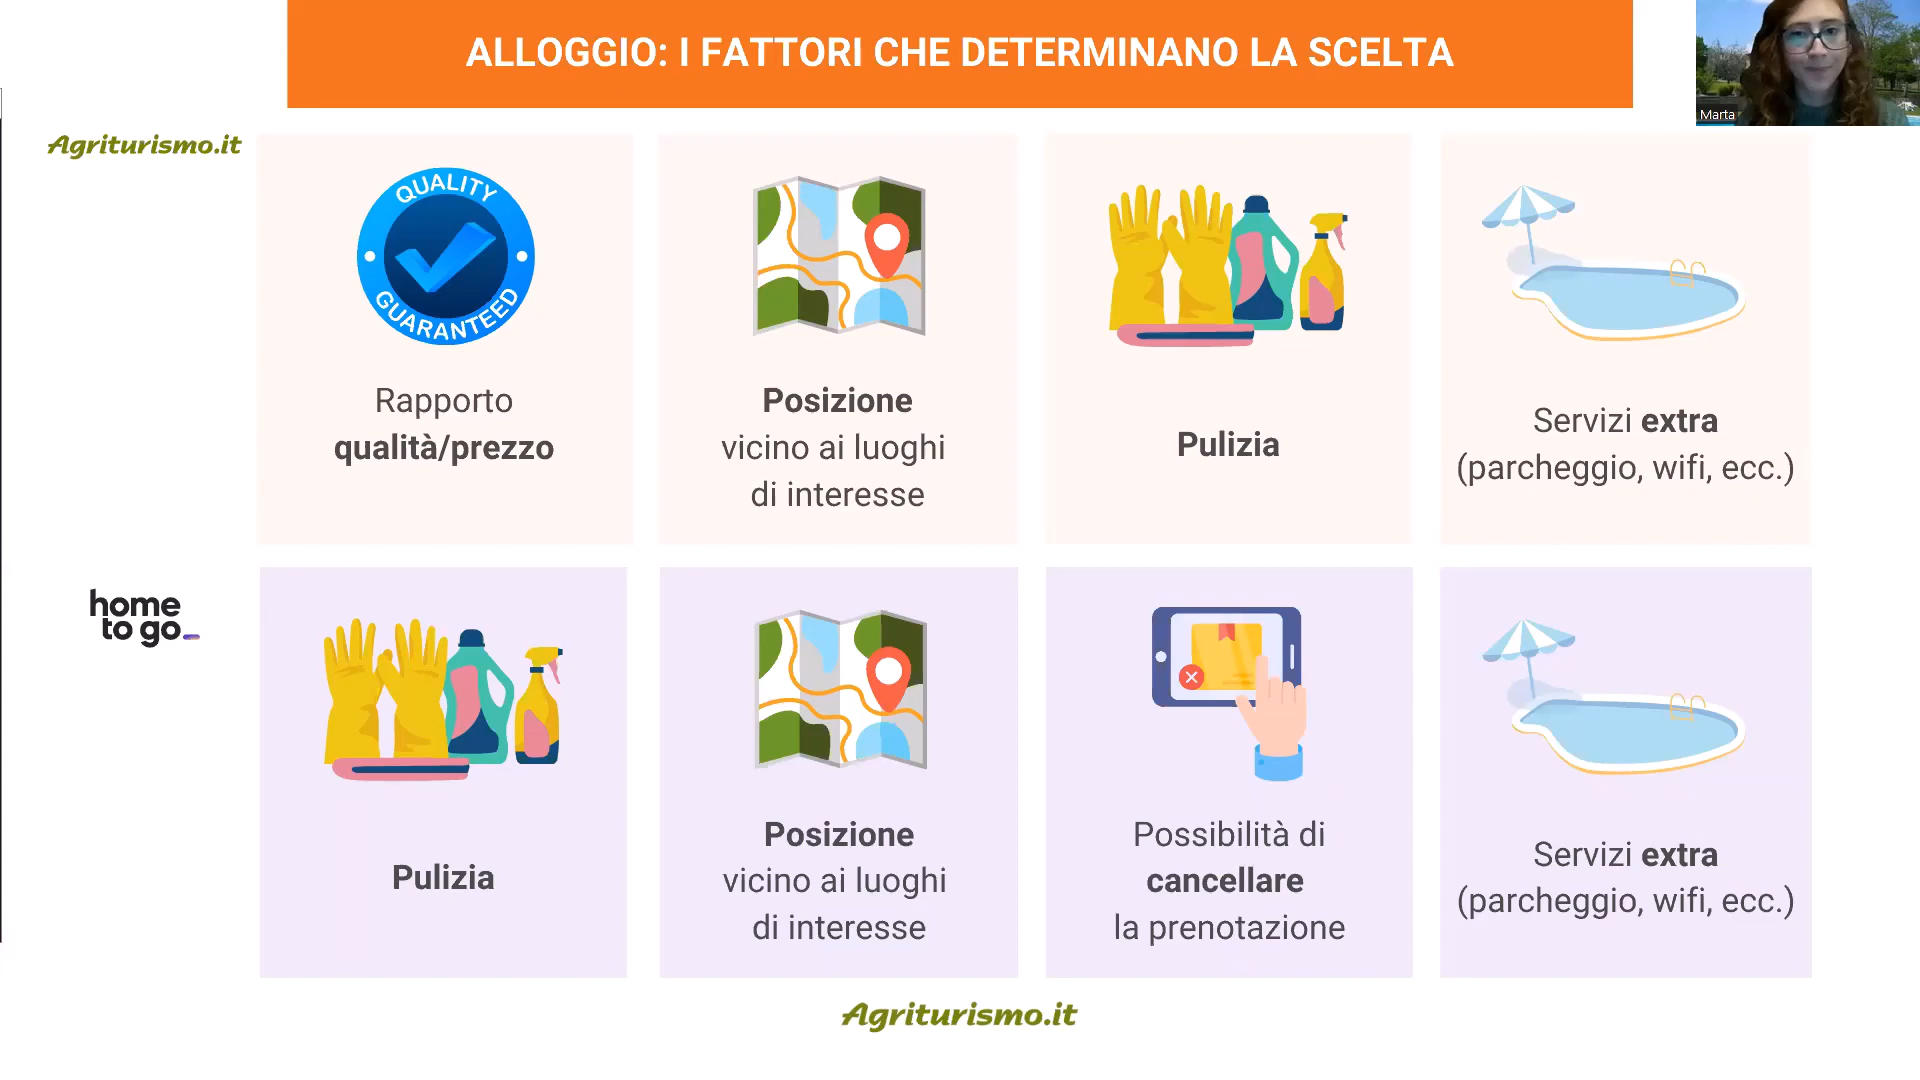 ALLOGGIO: I FATTORI CHE DETERMINANO LA SCELTA
Marta
Agriturismo.it
QUALITY
GUARANTEED
Rapporto
qualità/prezzo
Posizione
vicino ai luoghi
di interesse
Pulizia
Servizi extra
(parcheggio, wifi, ecc.)
home
to go_
Pulizia
Posizione
vicino ai luoghi
di interesse
Possibilità di
cancellare
la prenotazione
Servizi extra
(parcheggio, wifi, ecc.)
Agriturismo.it